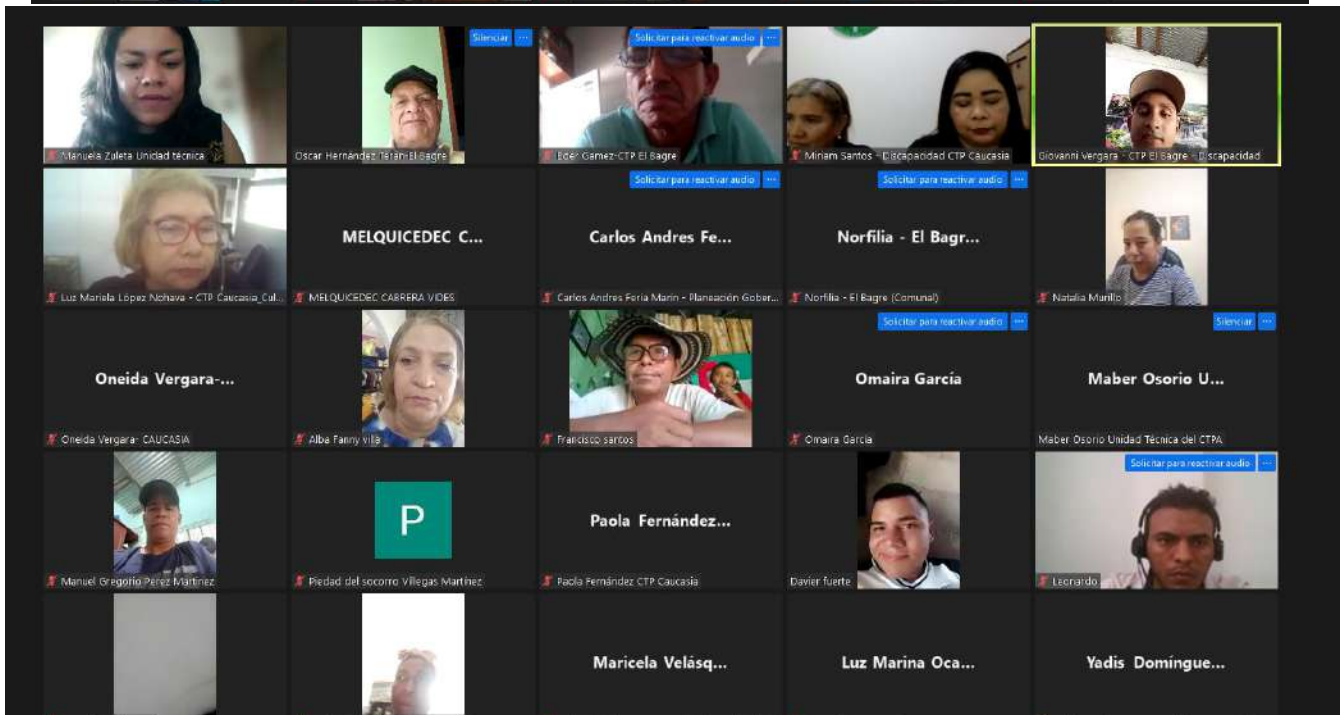 Silenciar ...
Solicitar para reactivar audio ...
Manuela Zuleta Unidad técnica
Oscar Hernández Terán-El Bagre
Eder Gamez-CTP El Bagre
Miriam Santos - Discapacidad CTP Caucasia
Giovanni Vergara - CTP El Bagre - Discapacidad
Solicitar para reactivar audio ...
Solicitar para reactivar audio ...
MELQUICEDEC C...
Carlos Andres Fe...
Norfilia - El Bagr...
Luz Mariela López Nohava - CTP Caucasia_Cul...
MELQUICEDEC CABRERA VIDES
Carlos Andres Feria Marin - Planeación Gober...
Norfilia - El Bagre (Comunal)
Natalia Murillo
Solicitar para reactivar audio ...
Silenciar ...
Oneida Vergara-...
Omaira García
Maber Osorio U...
Oneida Vergara- CAUCASIA
Alba Fanny vila
Francisco santos
Omaira García
Maber Osorio Unidad Técnica del CTPA
Solicitar para reactivar audio ...
P
Paola Fernández...
Manuel Gregorio Pérez Martínez
Piedad del socorro Villegas Martínez
Paola Fernández CTP Caucasia
Davier fuerte
Leonardo
Maricela Velásq...
Luz Marina Oca...
Yadis Domíngue...